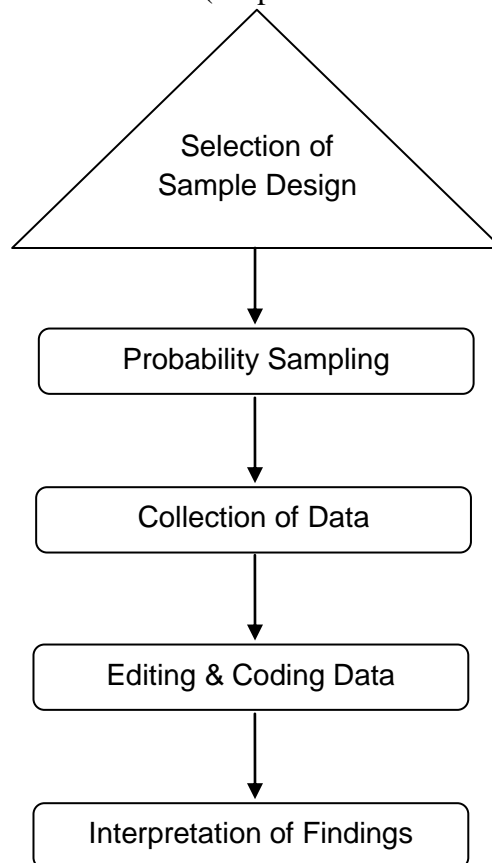 Selection of
Sample Design
Probability Sampling
Collection of Data
Editing & Coding Data
Interpretation of Findings